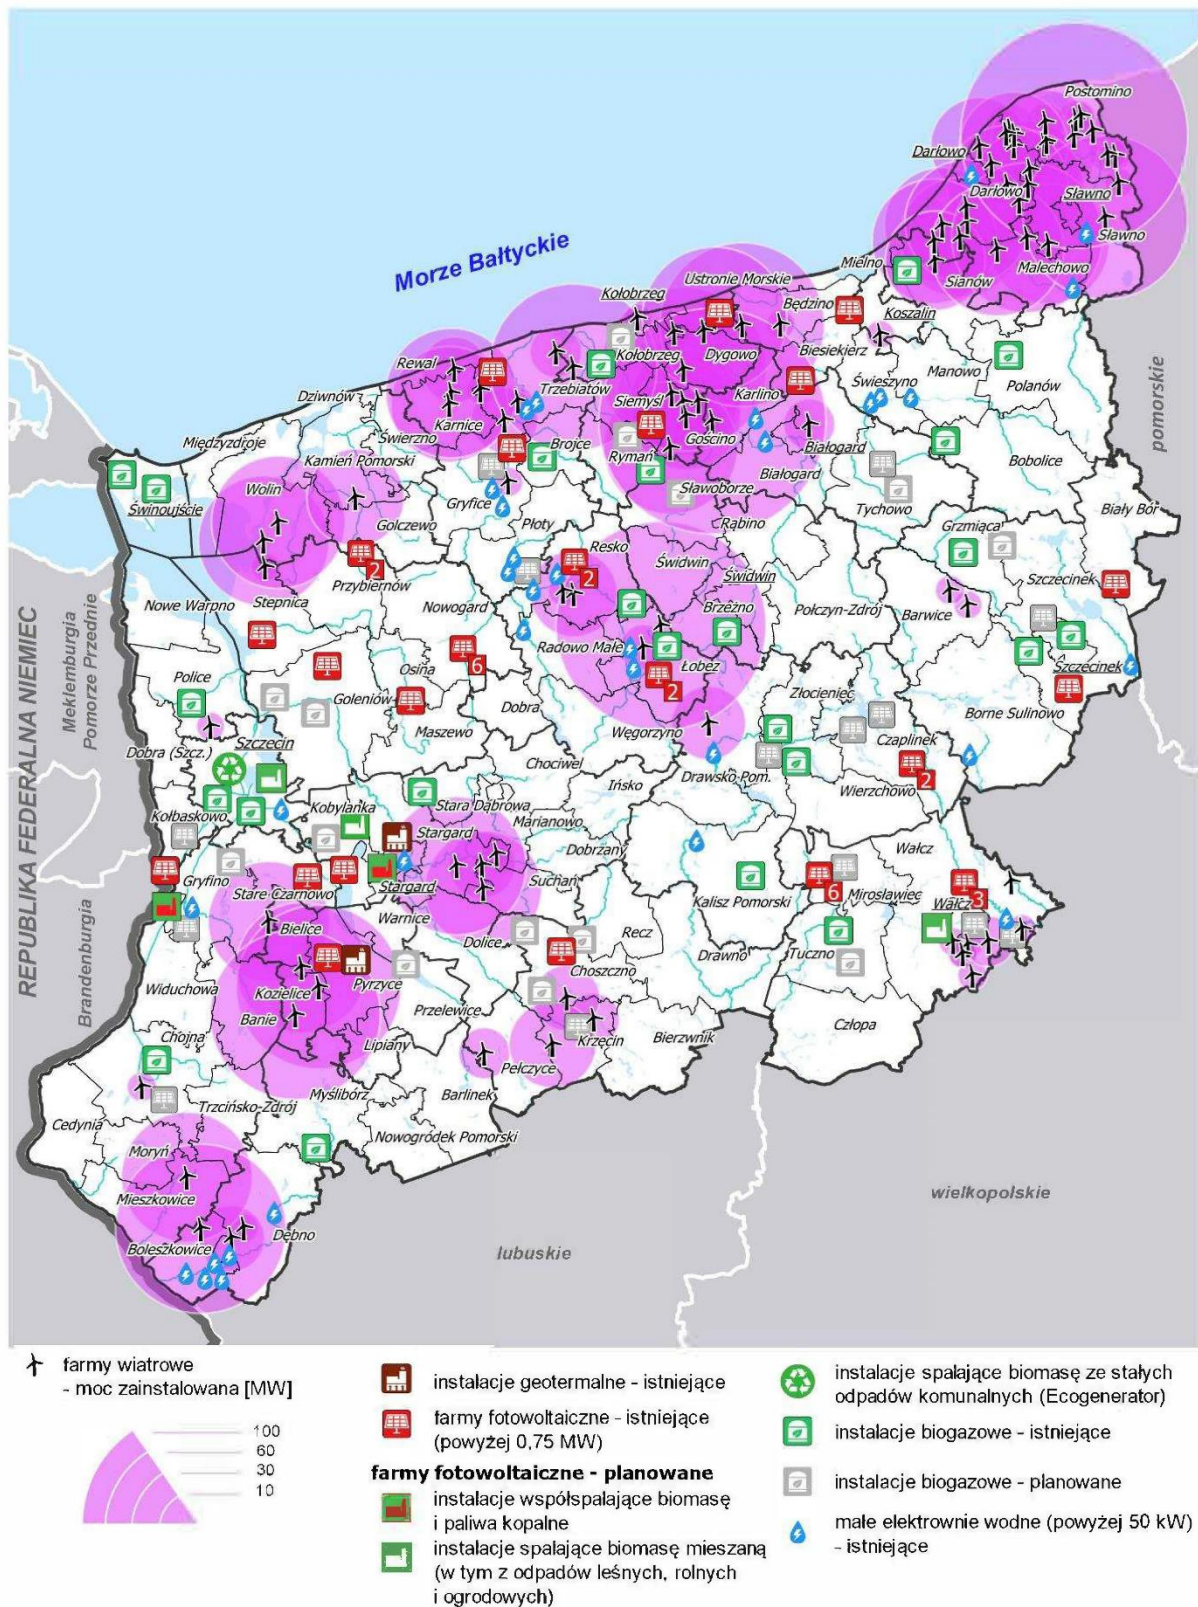 Postomino
Darłowo
Darłowo
Sławno
Sławno
Morze Bałtyckie
Mielno
Malechowo
Ustronie Morskie
Sianów
Kołobrzeg
Będzino
Koszalin
Rewal
Kołobrzeg
Dygowo
Biesiekierz
Manowo
Trzebiatów
Świeszyno
Polanów
Dziwnów
Siemyśl
Karlino
Karnice
pomorskie
Międzyzdroje
Świerzno
Gościno
Brojce
Białogard
Kamień Pomorski
Rymań
Bobolice
Wolin
Białogard
Świnoujście
Gryfice
Sławoborze
Tychowo
Biały Bór
Golczewo
Płoty
Rąbino
Grzmiąca
Resko
Świdwin
Przybiernów
2
2
Świdwin
Szczecinek
Stepnica
Nowogard
Połczyn-Zdrój
Barwice
Nowe Warpno
Brzeżno
REPUBLIKA FEDERALNA NIEMIEC
Meklemburgia
Pomorze Przednie
Radowo Małe
Osina
6
Łobez
Szczecinek
Police
2
Złocieniec
Goleniów
Dobra
Borne Sulinowo
Maszewo
Węgorzyno
Szczecin
Czaplinek
Dobra (Szcz.)
Chociwel
Drawsko Pom.
2
Ińsko
Wierzchowo
Kobylanka
Stara Dąbrowa
Kołbaskowo
Marianowo
Stargard
Wałcz
Dobrzany
Gryfino
Stargard
Suchań
Stare Czarnowo
6
Mirosławiec
3
Kalisz Pomorski
Wałcz
Brandenburgia
Bielice
Warnice
Dolice
Recz
Drawno
Tuczno
Choszczno
Widuchowa
Kozielice
Pyrzyce
Banie
Przelewice
Człopa
Chojna
Lipiany
Krzęcin
Bierzwnik
Pełczyce
Myślibórz
Barlinek
Cedynia
Trzcińsko-Zdrój
Nowogródek Pomorski
Moryń
Mieszkowice
wielkopolskie
Dębno
Boleszkowice
lubuskie
farmy wiatrowe
- moc zainstalowana [MW]
100
60
30
10
instalacje geotermalne - istniejące
farmy fotowoltaiczne - istniejące
(powyżej 0,75 MW)
farmy fotowoltaiczne - planowane
instalacje współspalające biomasę
i paliwa kopalne
instalacje spalające biomasę mieszaną
(w tym z odpadów leśnych, rolnych
i ogrodowych)
instalacje spalające biomasę ze stałych
odpadów komunalnych (Ecogenerator)
instalacje biogazowe - istniejące
instalacje biogazowe - planowane
małe elektrownie wodne (powyżej 50 kW)
- istniejące